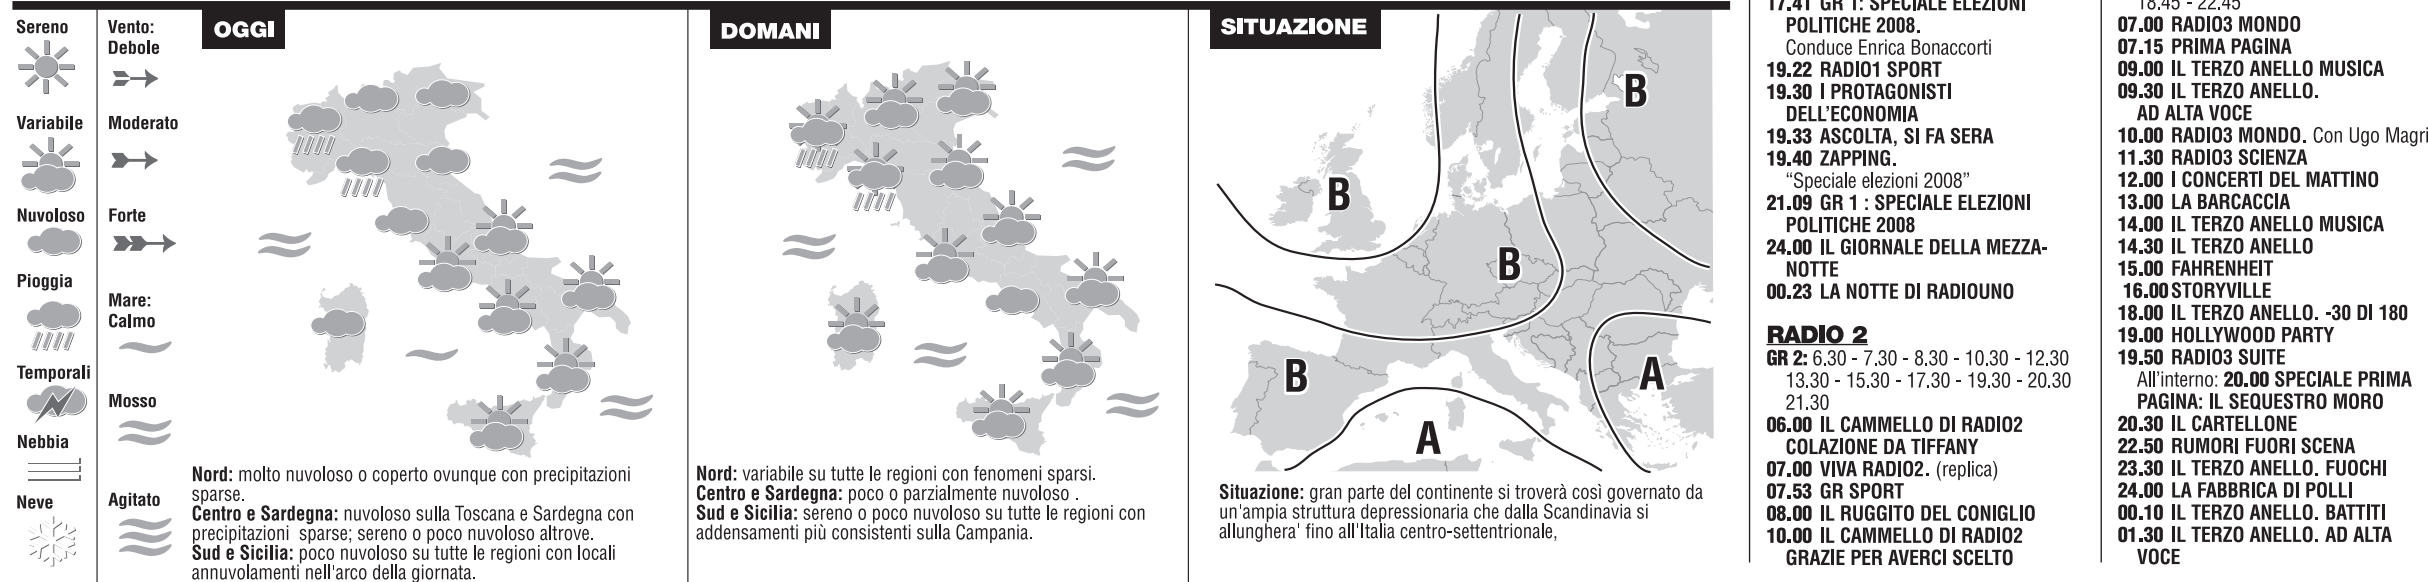 Sereno
Variabile
Nuvoloso
Pioggia
Temporali
Nebbia
Neve
Vento:
Debole
Moderato
Forte
Mare:
Calmo
Mosso
Agitato
OGGI
Nord: molto nuvoloso o coperto ovunque con precipitazioni
sparse.
Centro e Sardegna: nuvoloso sulla Toscana e Sardegna con
precipitazioni sparse; sereno o poco nuvoloso altrove.
Sud e Sicilia: poco nuvoloso su tutte le regioni con locali
annuvolamenti nell'arco della giornata.
DOMANI
Nord: variabile su tutte le regioni con fenomeni sparsi.
Centro e Sardegna: poco o parzialmente nuvoloso .
Sud e Sicilia: sereno o poco nuvoloso su tutte le regioni con
addensamenti più consistenti sulla Campania.
SITUAZIONE
B
B
B
B
A
A
Situazione: gran parte del continente si troverà così governato da
un'ampia struttura depressionaria che dalla Scandinavia si
allunghera' fino all'Italia centro-settentrionale,
17.41 GR 1: SPECIALE ELEZIONI
POLITICHE 2008.
Conduce Enrica Bonaccorti
19.22 RADIO1 SPORT
19.30 I PROTAGONISTI
DELL'ECONOMIA
19.33 ASCOLTA, SI FA SERA
19.40 ZAPPING.
“Speciale elezioni 2008”
21.09 GR 1 : SPECIALE ELEZIONI
POLITICHE 2008
24.00 IL GIORNALE DELLA MEZZA-
NOTTE
00.23 LA NOTTE DI RADIOUNO
RADIO 2
GR 2: 6.30 - 7.30 - 8.30 - 10.30 - 12.30
13.30 - 15.30 - 17.30 - 19.30 - 20.30
21.30
06.00 IL CAMMELLO DI RADIO2
COLAZIONE DA TIFFANY
07.00 VIVA RADIO2. (replica)
07.53 GR SPORT
08.00 IL RUGGITO DEL CONIGLIO
10.00 IL CAMMELLO DI RADIO2
GRAZIE PER AVERCI SCELTO
18.45 - 22.45
07.00 RADIO3 MONDO
07.15 PRIMA PAGINA
09.00 IL TERZO ANELLO MUSICA
09.30 IL TERZO ANELLO.
AD ALTA VOCE
10.00 RADIO3 MONDO. Con Ugo Magri
11.30 RADIO3 SCIENZA
12.00 I CONCERTI DEL MATTINO
13.00 LA BARCACCIA
14.00 IL TERZO ANELLO MUSICA
14.30 IL TERZO ANELLO
15.00 FAHRENHEIT
16.00 STORYVILLE
18.00 IL TERZO ANELLO. -30 DI 180
19.00 HOLLYWOOD PARTY
19.50 RADIO3 SUITE
All'interno: 20.00 SPECIALE PRIMA
PAGINA: IL SEQUESTRO MORO
20.30 IL CARTELLONE
22.50 RUMORI FUORI SCENA
23.30 IL TERZO ANELLO. FUOCHI
24.00 LA FABBRICA DI POLLI
00.10 IL TERZO ANELLO. BATTITI
01.30 IL TERZO ANELLO. AD ALTA
VOCE